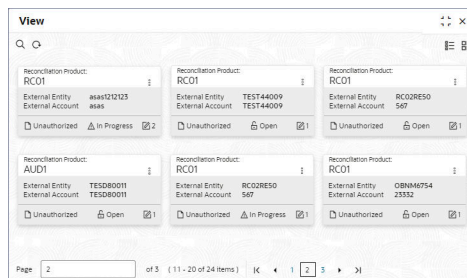 View
Reconciliation Product:
RC01
External Entity asas1212123
External Account asas
Unauthorized In Progress 2
Reconciliation Product:
RC01
External Entity TEST44009
External Account TEST44009
Unauthorized Open 1
Reconciliation Product:
RC01
External Entity RC02RE50
External Account 567
Unauthorized Open 1
Reconciliation Product:
AUD1
External Entity TESD80011
External Account TESD80011
Unauthorized Open 1
Reconciliation Product:
RC01
External Entity RC02RE50
External Account 567
Unauthorized In Progress 1
Reconciliation Product:
RC01
External Entity OBNM6754
External Account 23332
Unauthorized Open 1
Page 2 of 3 (11 - 20 of 24 items) 1 2 3